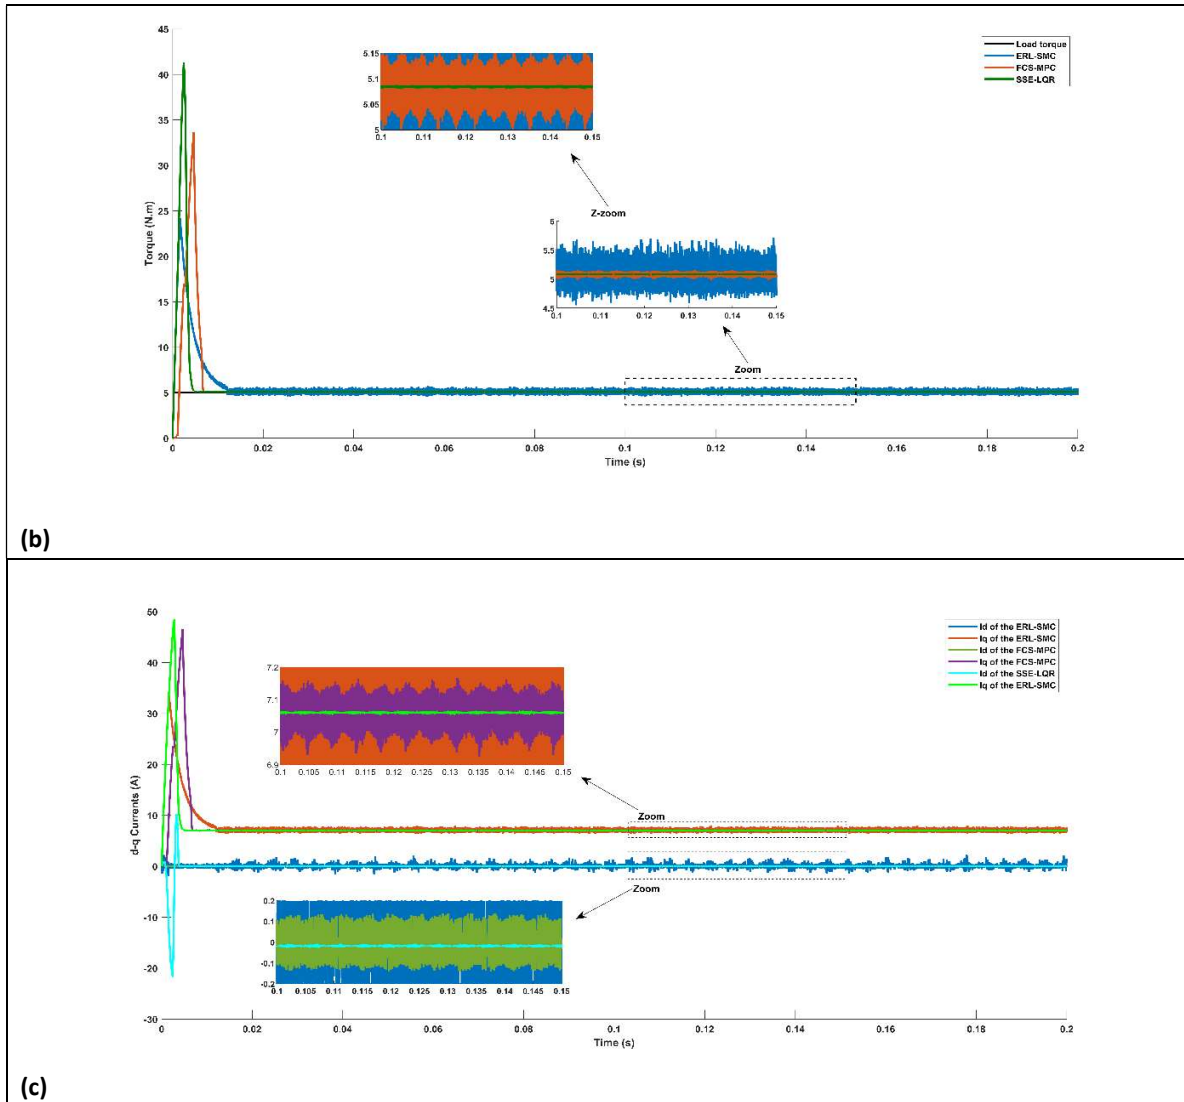 45
40
35
30
25
20
15
10
5
0
Torque (N.m)
0 0.02 0.04 0.06 0.08 0.1 0.12 0.14 0.16 0.18 0.2
Time (s)
Load torque
ERL-SMC
FCS-MPC
SSE-LQR
5.15
5.1
5.05
5
0.1 0.11 0.12 0.13 0.14 0.15
Z-zoom
6
5.5
5
4.5
0.1 0.11 0.12 0.13 0.14 0.15
Zoom
(b)
50
40
30
20
10
0
-10
-20
-30
d-q Currents (A)
0 0.02 0.04 0.06 0.08 0.1 0.12 0.14 0.16 0.18 0.2
Time (s)
Id of the ERL-SMC
Iq of the ERL-SMC
Id of the FCS-MPC
Iq of the FCS-MPC
Id of the SSE-LQR
Iq of the ERL-SMC
7.2
7.1
7
6.9
0.1 0.105 0.11 0.115 0.12 0.125 0.13 0.135 0.14 0.145 0.15
Zoom
Zoom
0.2
0.1
0
-0.1
-0.2
0.1 0.105 0.11 0.115 0.12 0.125 0.13 0.135 0.14 0.145 0.15
(c)